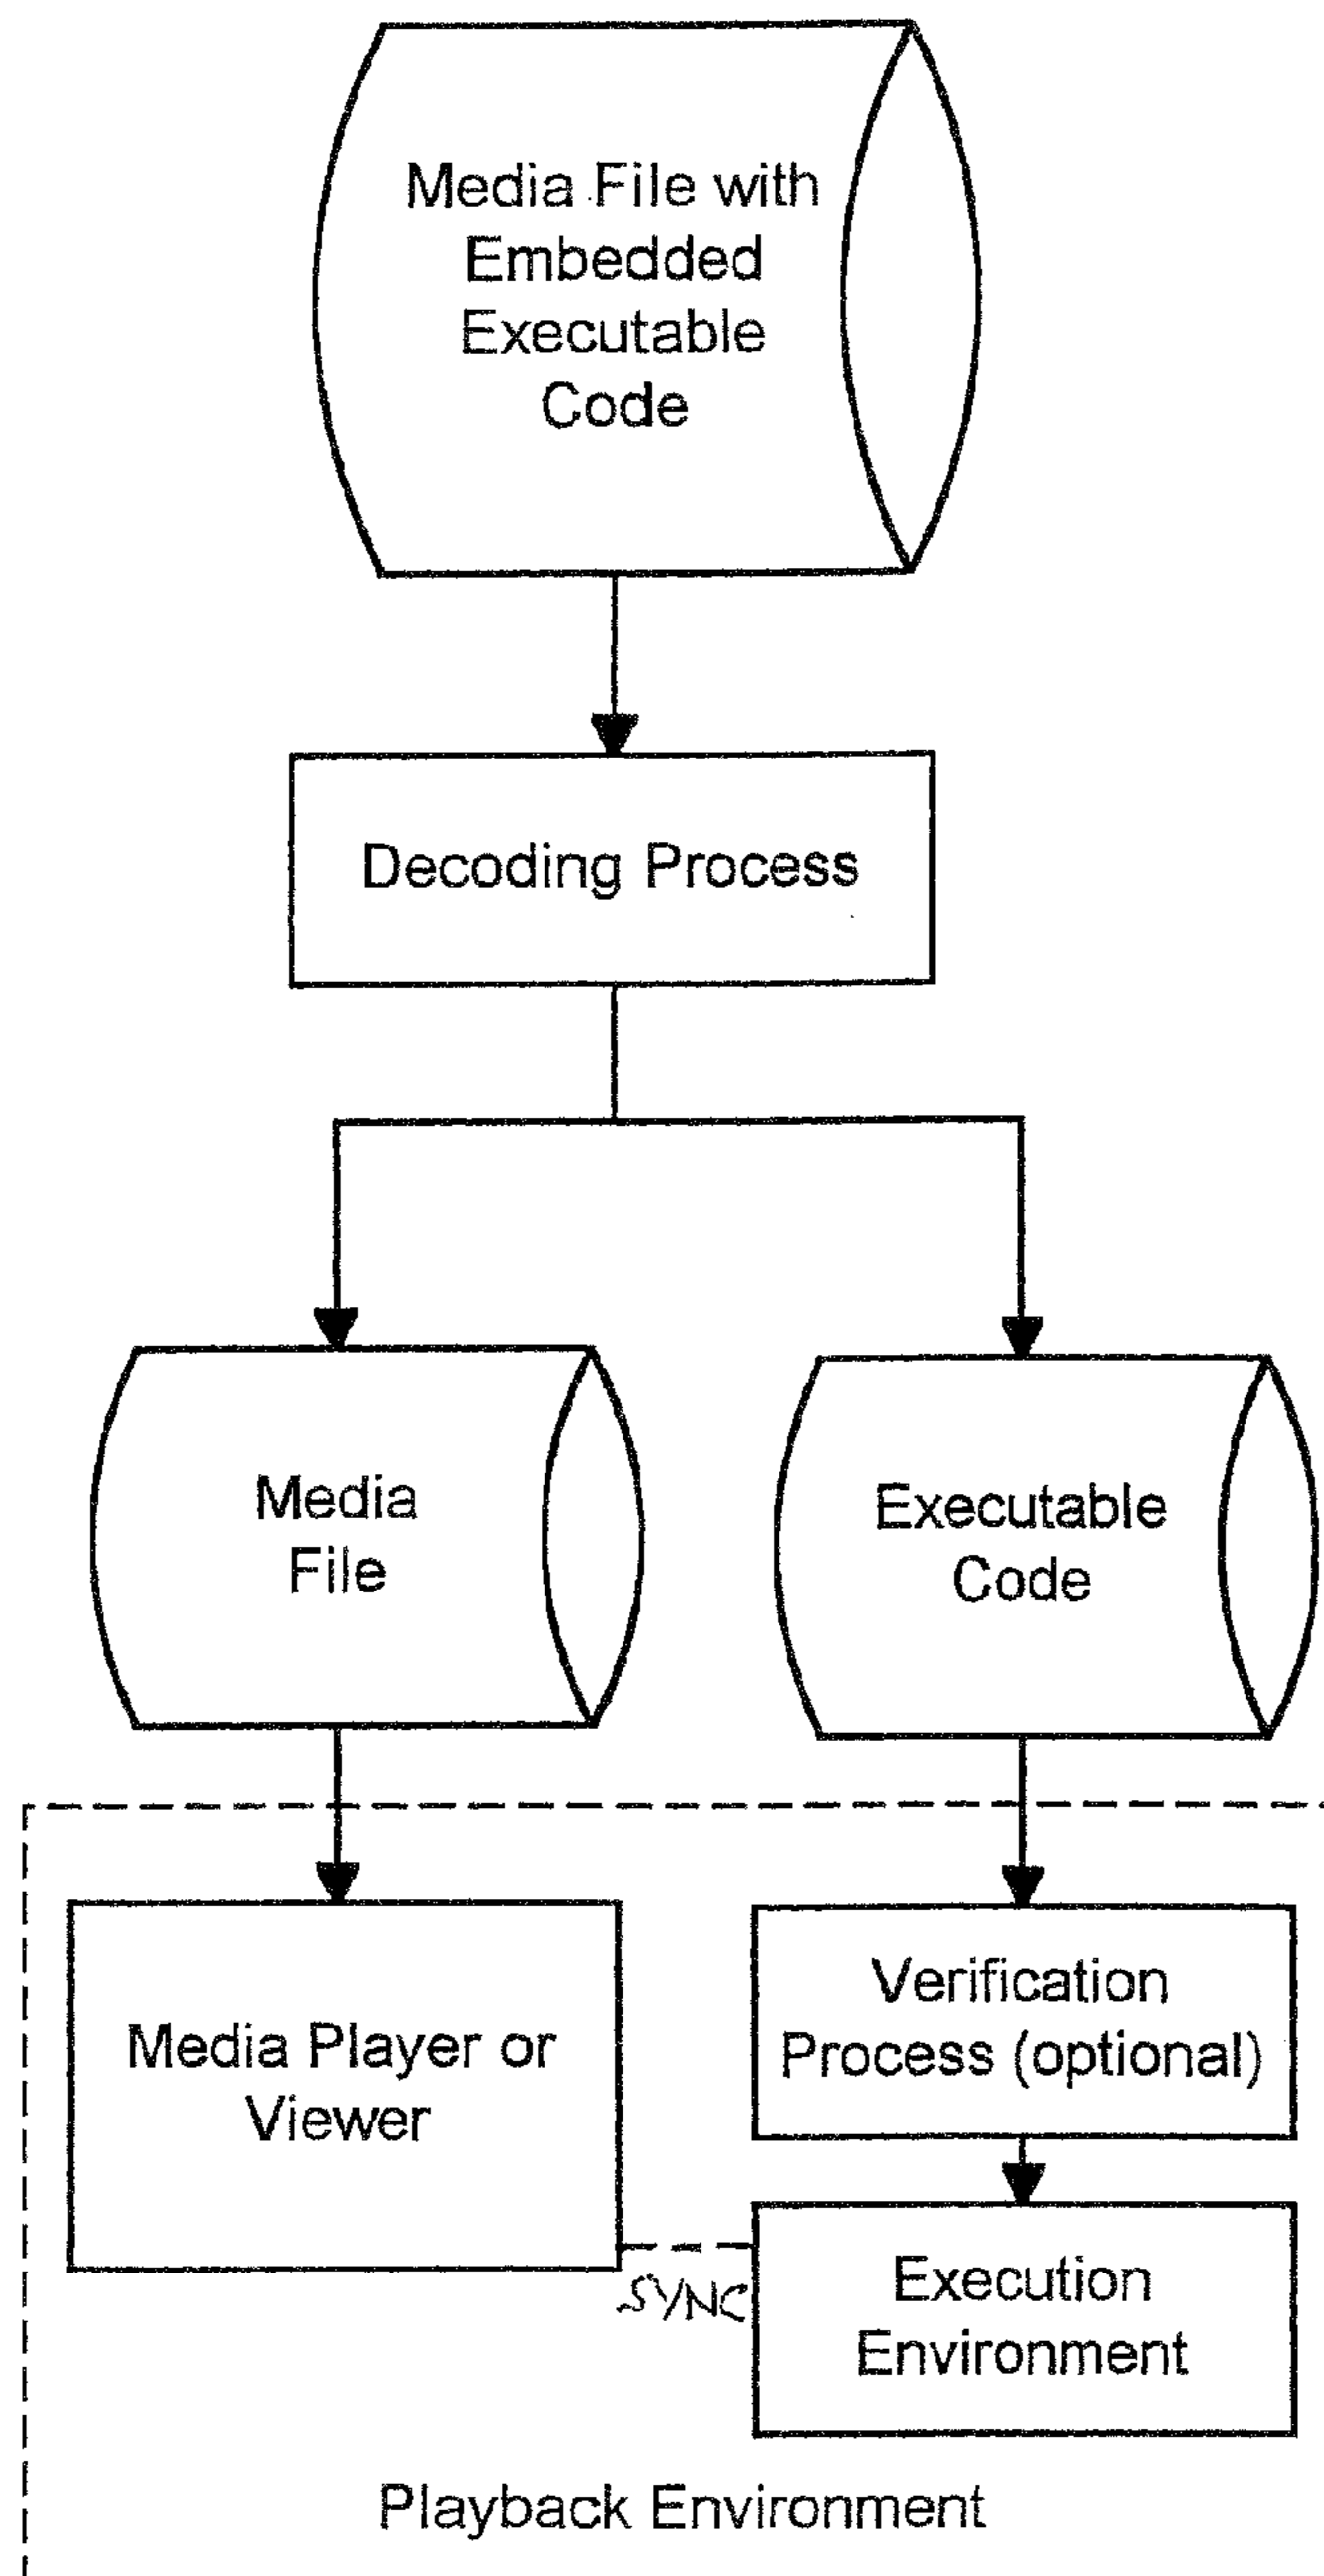 Media File with
Embedded
Executable
Code
Decoding Process
Media
File
Executable
Code
Media Player or
Viewer
Verification
Process (optional)
SYNC
Execution
Environment
Playback Environment